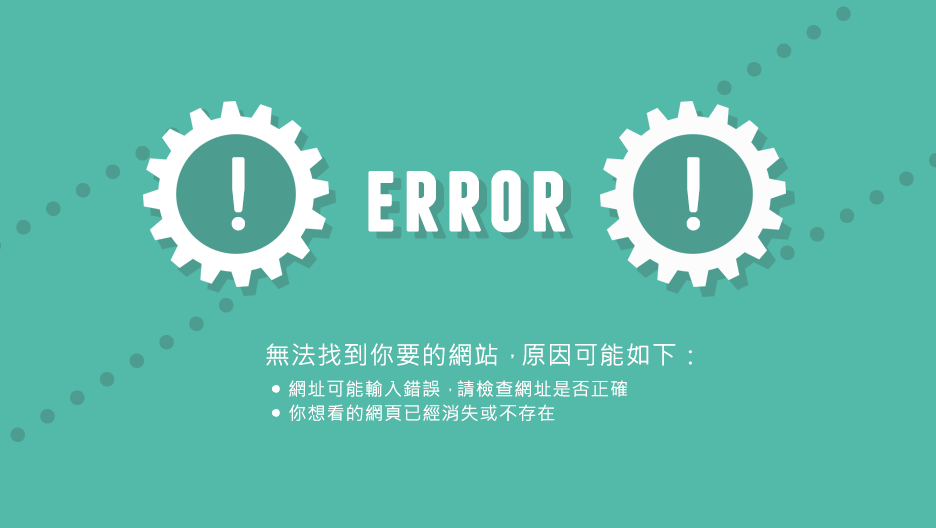 !
ERROR
!
無法找到你要的網站，原因可能如下：
● 網址可能輸入錯誤，請檢查網址是否正確
● 你想看的網頁已經消失或不存在